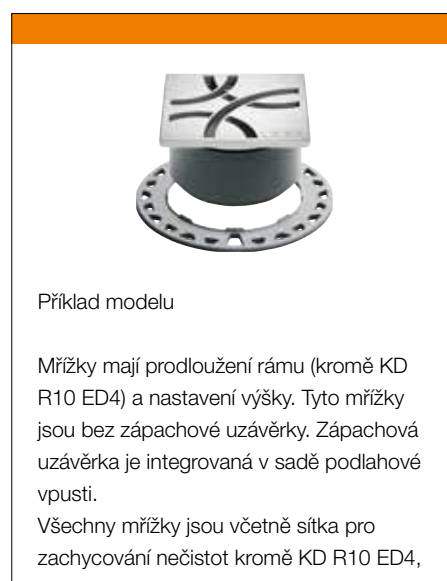 Příklad modelu
Mřížky mají prodloužení rámu (kromě KD
R10 ED4) a nastavení výšky. Tyto mřížky
jsou bez zápachové uzávěrky. Zápachová
uzávěrka je integrovaná v sadě podlahové
vpusti.
Všechny mřížky jsou včetně sítka pro
zachycování nečistot kromě KD R10 ED4,